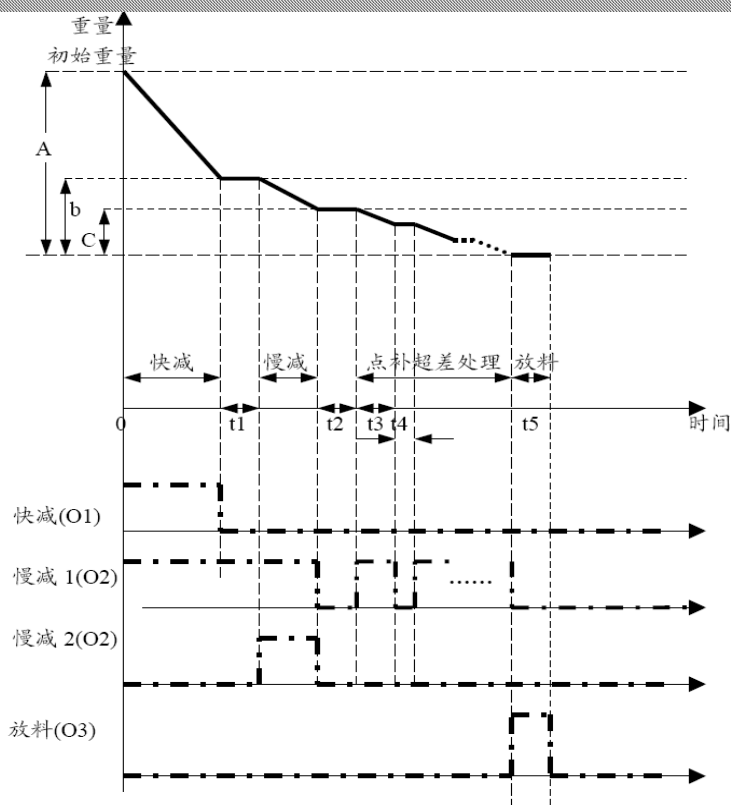 重量
初始重量
A
b
C
快减
慢减
点补超差处理
放料
0
t1
t2
t3
t4
t5
时间
快减(O1)
慢减 1(O2)
......
慢减 2(O2)
放料(O3)